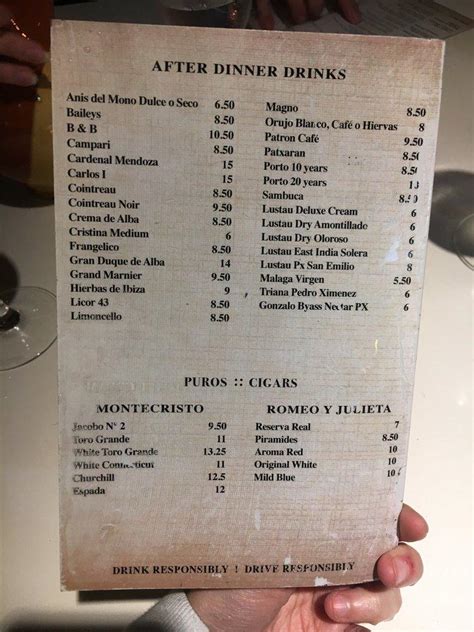 AFTER DINNER DRINKS
Anis del Mono Dulce o Seco 6.50
Baileys 8.50
B & B 10.50
Campari 8.50
Cardenal Mendoza 15
Carlos I 15
Cointreau 8.50
Cointreau Noir 9.50
Crema de Alba 8.50
Cristina Medium 6
Frangelico 8.50
Gran Duque de Alba 14
Grand Marnier 9.50
Hierbas de Ibiza 9
Licor 43 8.50
Limoncello 8.50
Magno 8.50
Orujo Blanco, Café o Hiervas 8
Patron Café 9.50
Patxaran 8.50
Porto 10 years 8.50
Porto 20 years
Sambuca
Lustau Deluxe Cream 6
Lustau Dry Amontillado 6
Lustau Dry Oloroso 6
Lustau East India Solera 6
Lustau Px San Emilio 8
Malaga Virgen 5.50
Triana Pedro Ximenez 6
Gonzalo Byass Nectar PX 6
PUROS :: CIGARS
MONTECRISTO
Jacobo Nº 2 9.50
Toro Grande 11
White Toro Grande 13.25
White Connecticut 11
Churchill 12.5
Espada 12
ROMEO Y JULIETA
Reserva Real 7
Piramides 8.50
Aroma Red 10
Original White 10
Mild Blue 10
DRINK RESPONSIBLY ! DRIVE RESPONSIBLY